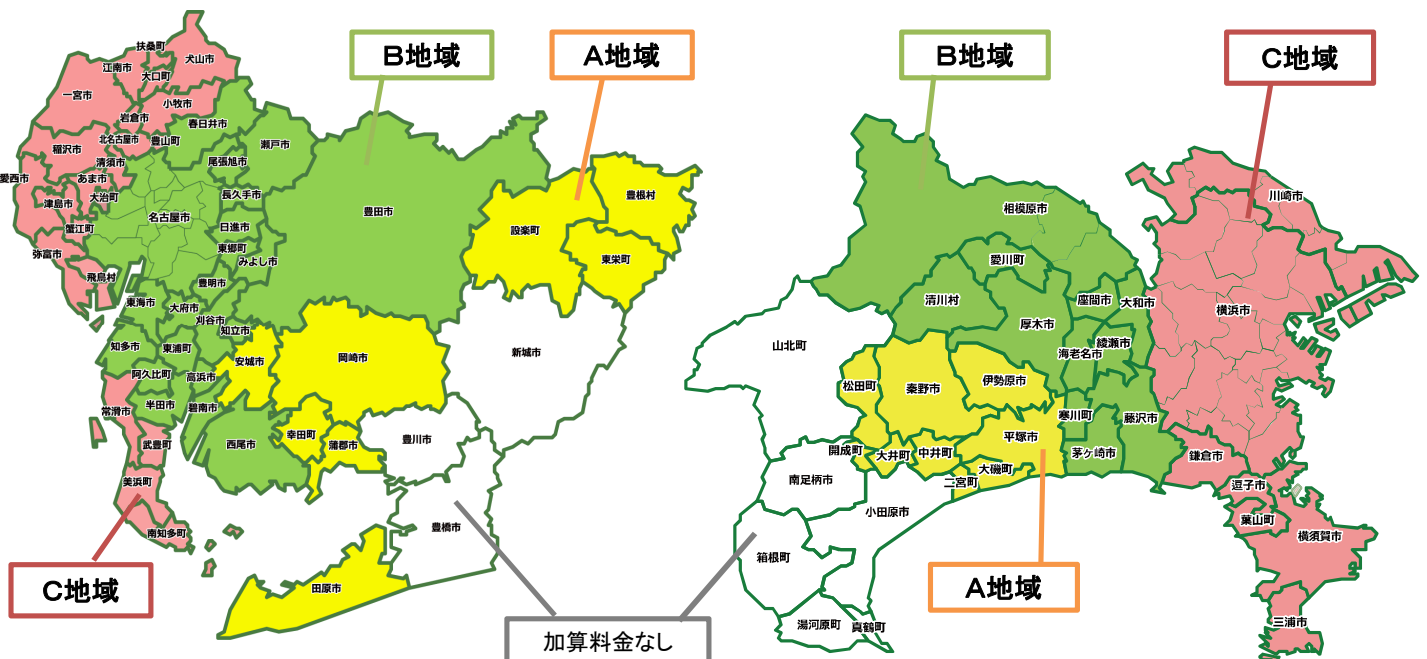 B地域
A地域
扶桑町
犬山市
江南市
大口町
一宮市
小牧市
岩倉市
春日井市
北名古屋市
豊山町
瀬戸市
稲沢市
清須市
尾張旭市
愛西市
あま市
津島市
大治町
長久手市
名古屋市
豊田市
豊根村
蟹江町
日進市
設楽町
弥富市
東郷町
みよし市
東栄町
飛島村
豊明市
東海市
大府市
刈谷市
知立市
知多市
東浦町
安城市
岡崎市
新城市
阿久比町
高浜市
常滑市
半田市
碧南市
武豊町
西尾市
幸田町
蒲郡市
豊川市
美浜町
南知多町
豊橋市
田原市
C地域
加算料金なし
B地域
C地域
川崎市
相模原市
愛川町
清川村
座間市
大和市
厚木市
横浜市
山北町
綾瀬市
海老名市
松田町
秦野市
伊勢原市
寒川町
藤沢市
開成町
大井町
中井町
平塚市
茅ヶ崎市
鎌倉市
南足柄市
大磯町
二宮町
逗子市
小田原市
葉山町
横須賀市
箱根町
A地域
湯河原町
真鶴町
三浦市